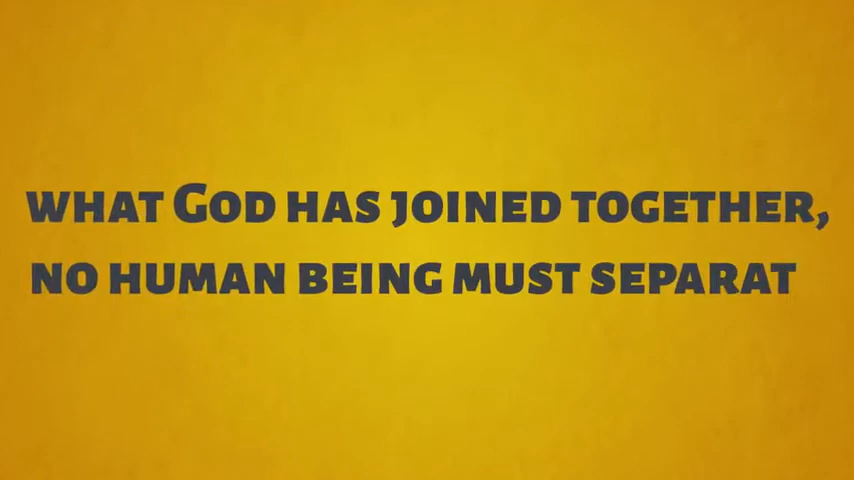 what God has joined together,
no human being must separat